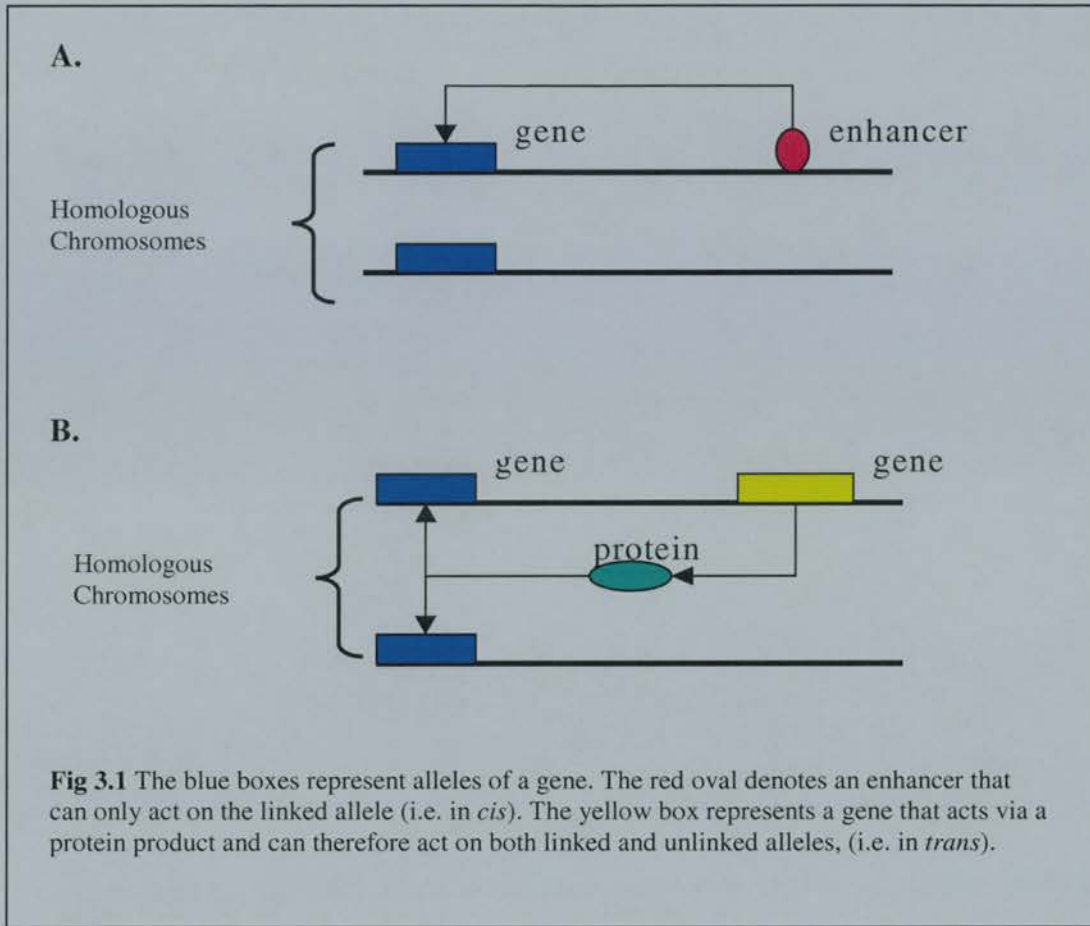 A.
gene
enhancer
Homologous
Chromosomes
B.
gene
gene
protein
Homologous
Chromosomes
Fig 3.1 The blue boxes represent alleles of a gene. The red oval denotes an enhancer that
can only act on the linked allele (i.e. in cis). The yellow box represents a gene that acts via a
protein product and can therefore act on both linked and unlinked alleles, (i.e. in trans).